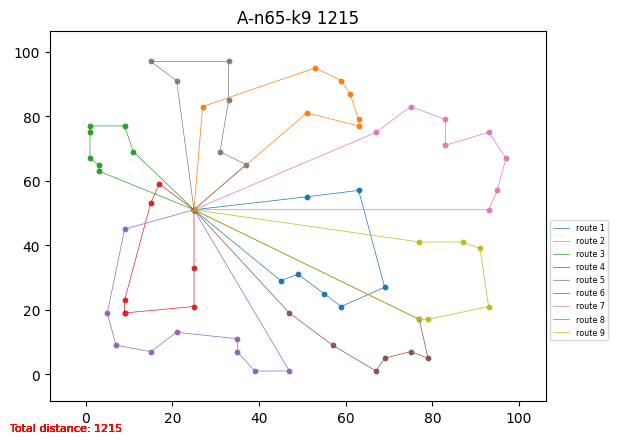 A-n65-k9 1215
100
80
60
40
20
0
0 20 40 60 80 100
route 1
route 2
route 3
route 4
route 5
route 6
route 7
route 8
route 9
Total distance: 1215